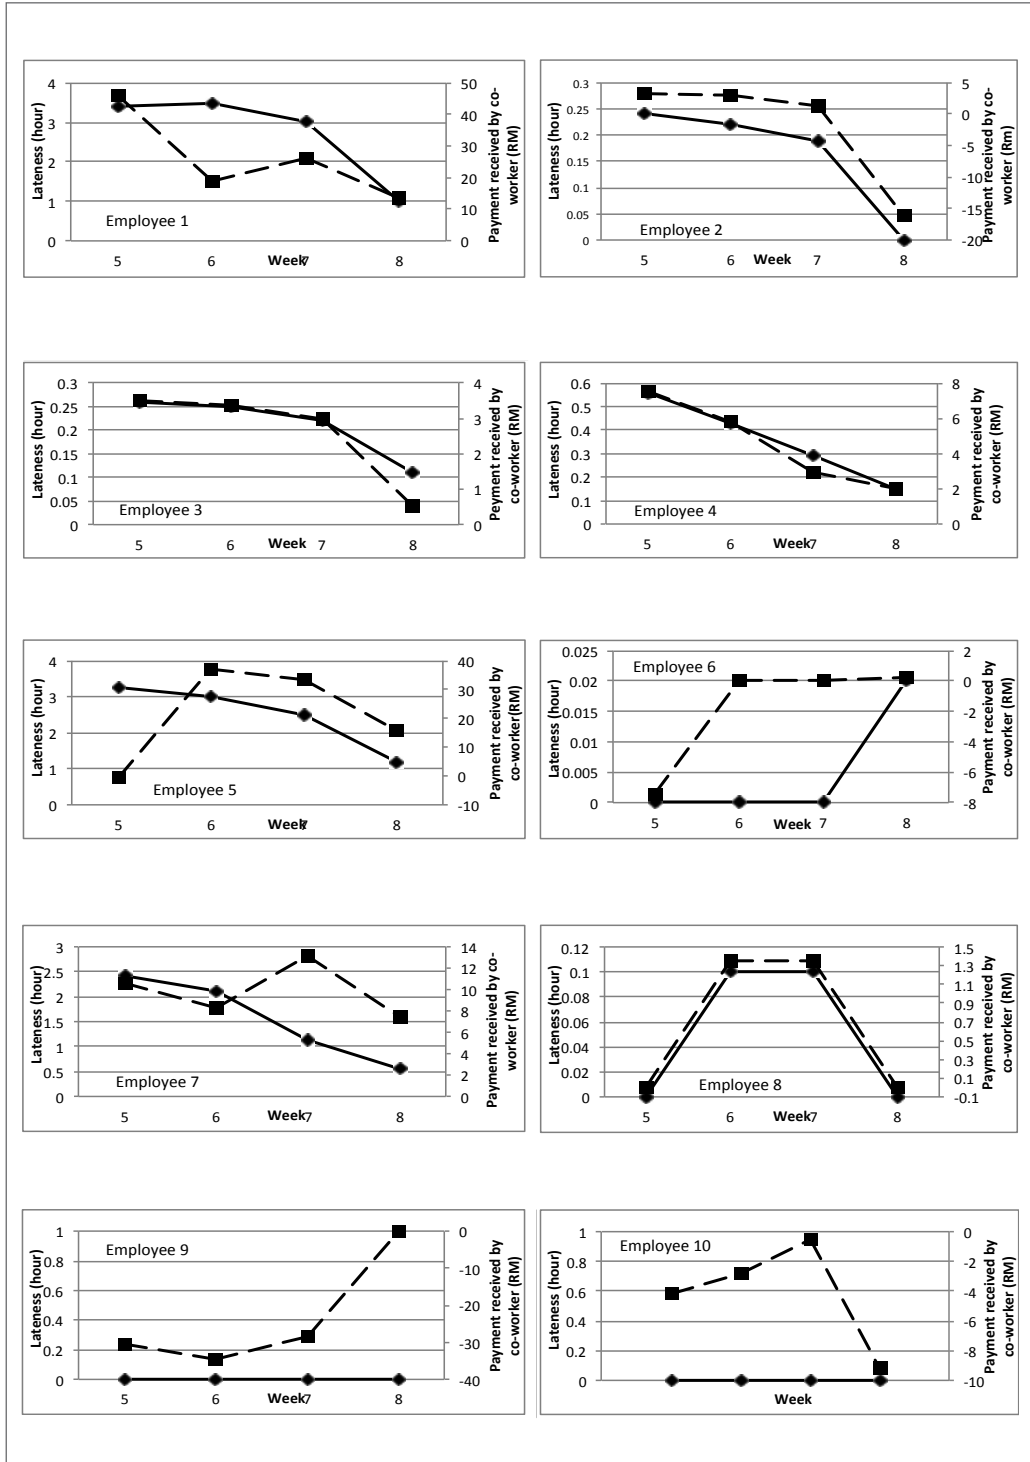 4
3
2
1
0
50
40
30
20
10
0
Lateness (hour)
Payment received by co-
worker (RM)
Employee 1
5 6 Week 7 8
0.3
0.25
0.2
0.15
0.1
0.05
0
5
0
-5
-10
-15
-20
Lateness (hour)
Payment received by co-
worker (Rm)
Employee 2
5 6 Week 7 8
0.3
0.25
0.2
0.15
0.1
0.05
0
4
3
2
1
0
Lateness (hour)
Peyment received by
co-worker (RM)
Employee 3
5 6 Week 7 8
0.6
0.5
0.4
0.3
0.2
0.1
0
8
6
4
2
0
Lateness (hour)
Peyment received by
co-worker (RM)
Employee 4
5 6 Week 7 8
4
3
2
1
0
40
30
20
10
0
-10
Lateness (hour)
Payment received by
co-worker(RM)
Employee 5
5 6 Week 7 8
0.025
0.02
0.015
0.01
0.005
0
2
0
-2
-4
-6
-8
Lateness (hour)
Payment received by
co-worker (RM)
Employee 6
5 6 Week 7 8
3
2.5
2
1.5
1
0.5
0
14
12
10
8
6
4
2
0
Lateness (hour)
Payment received by co-
worker (RM)
Employee 7
5 6 Week 7 8
0.12
0.1
0.08
0.06
0.04
0.02
0
1.5
1.3
1.1
0.9
0.7
0.5
0.3
0.1
-0.1
Lateness (hour)
Payment received by
co-worker (RM)
Employee 8
5 6 Week 7 8
1
0.8
0.6
0.4
0.2
0
0
-10
-20
-30
-40
Lateness (hour)
Payment received by
co-worker (RM)
Employee 9
5 6 Week 7 8
1
0.8
0.6
0.4
0.2
0
0
-2
-4
-6
-8
-10
Lateness (hour)
Payment received by
co-worker (RM)
Employee 10
Week